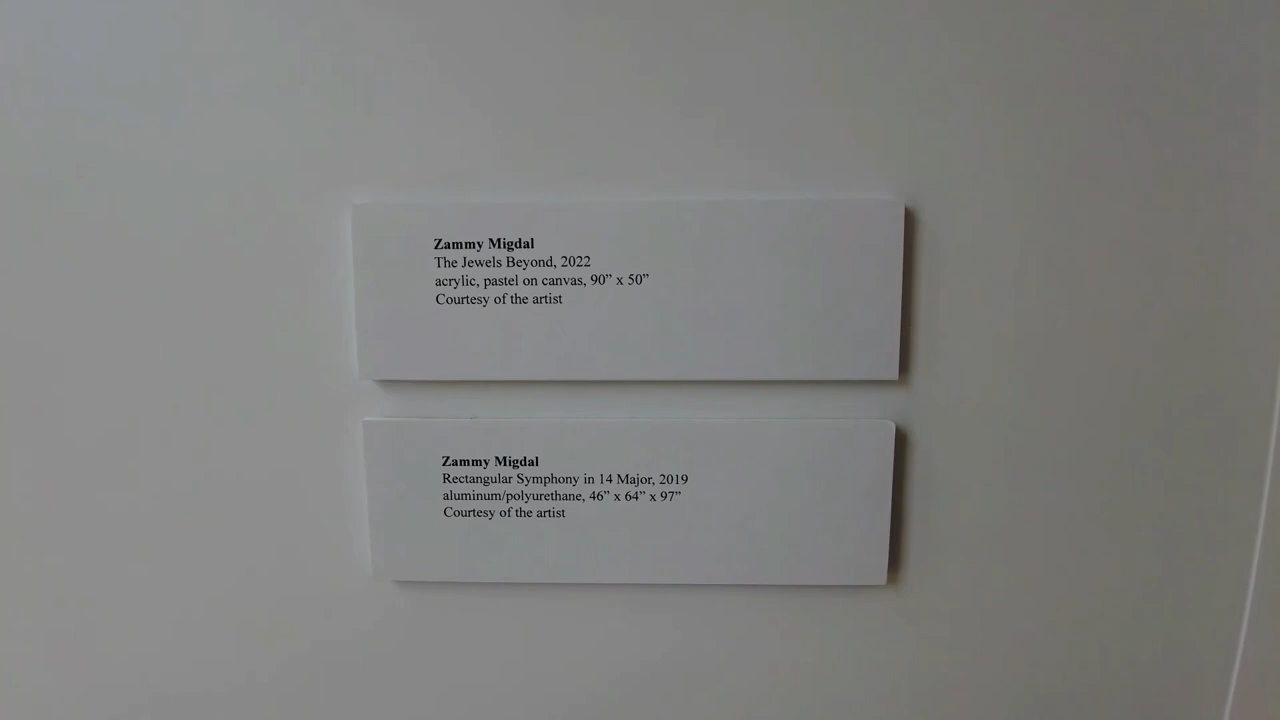 Zammy Migdal
The Jewels Beyond, 2022
acrylic, pastel on canvas, 90” x 50”
Courtesy of the artist
Zammy Migdal
Rectangular Symphony in 14 Major, 2019
aluminum/polyurethane, 46” x 64” x 97”
Courtesy of the artist